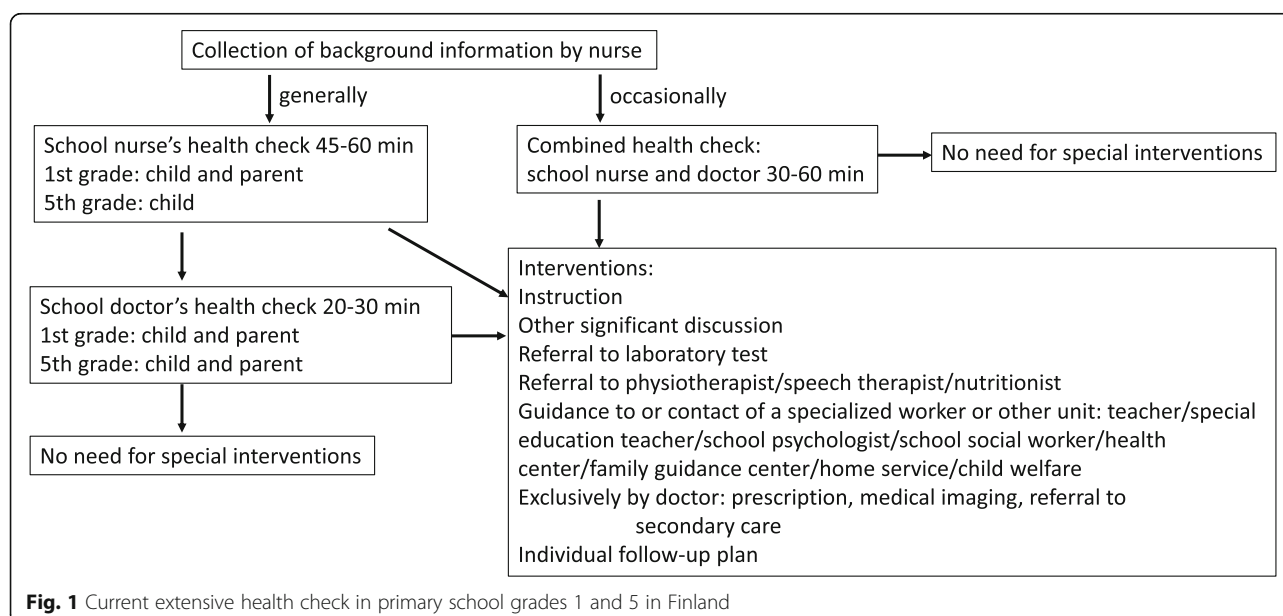 Collection of background information by nurse
generally
occasionally
School nurse's health check 45-60 min
1st grade: child and parent
5th grade: child
Combined health check:
school nurse and doctor 30-60 min
No need for special interventions
School doctor's health check 20-30 min
1st grade: child and parent
5th grade: child and parent
No need for special interventions
Interventions:
Instruction
Other significant discussion
Referral to laboratory test
Referral to physiotherapist/speech therapist/nutritionist
Guidance to or contact of a specialized worker or other unit: teacher/special
education teacher/school psychologist/school social worker/health
center/family guidance center/home service/child welfare
Exclusively by doctor: prescription, medical imaging, referral to
secondary care
Individual follow-up plan
Fig. 1 Current extensive health check in primary school grades 1 and 5 in Finland